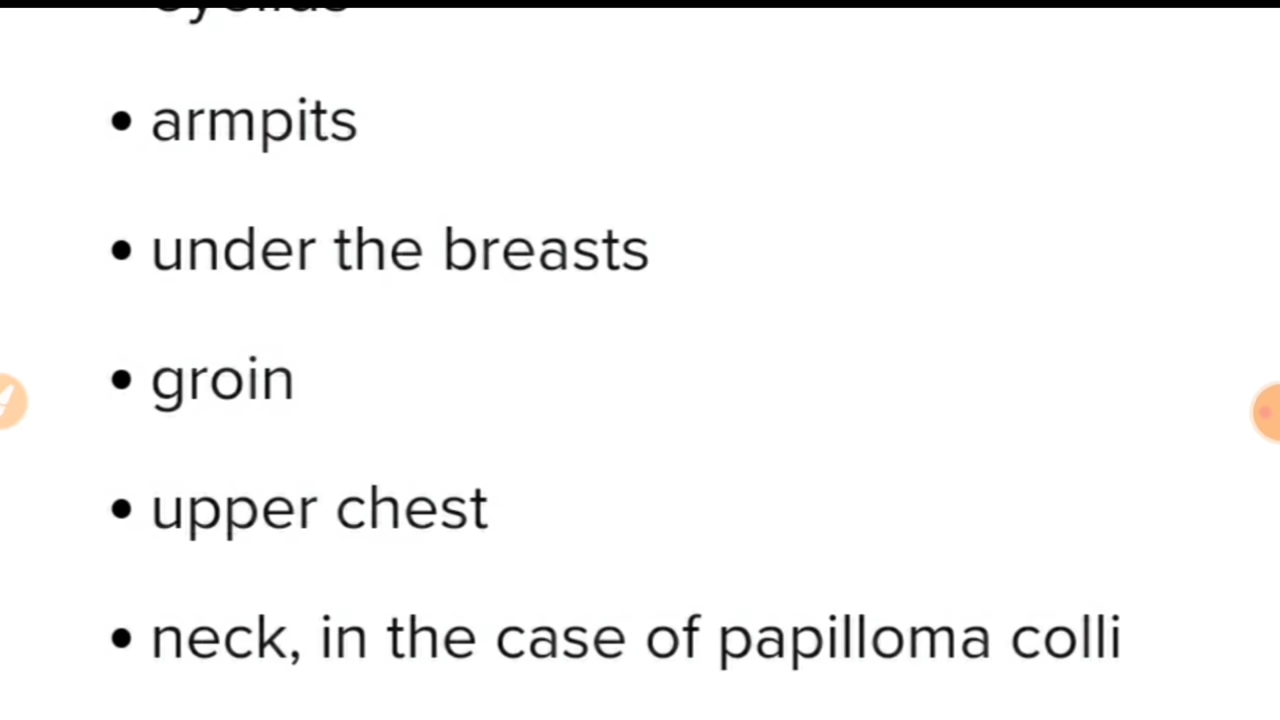 • armpits
• under the breasts
• groin
• upper chest
• neck, in the case of papilloma colli